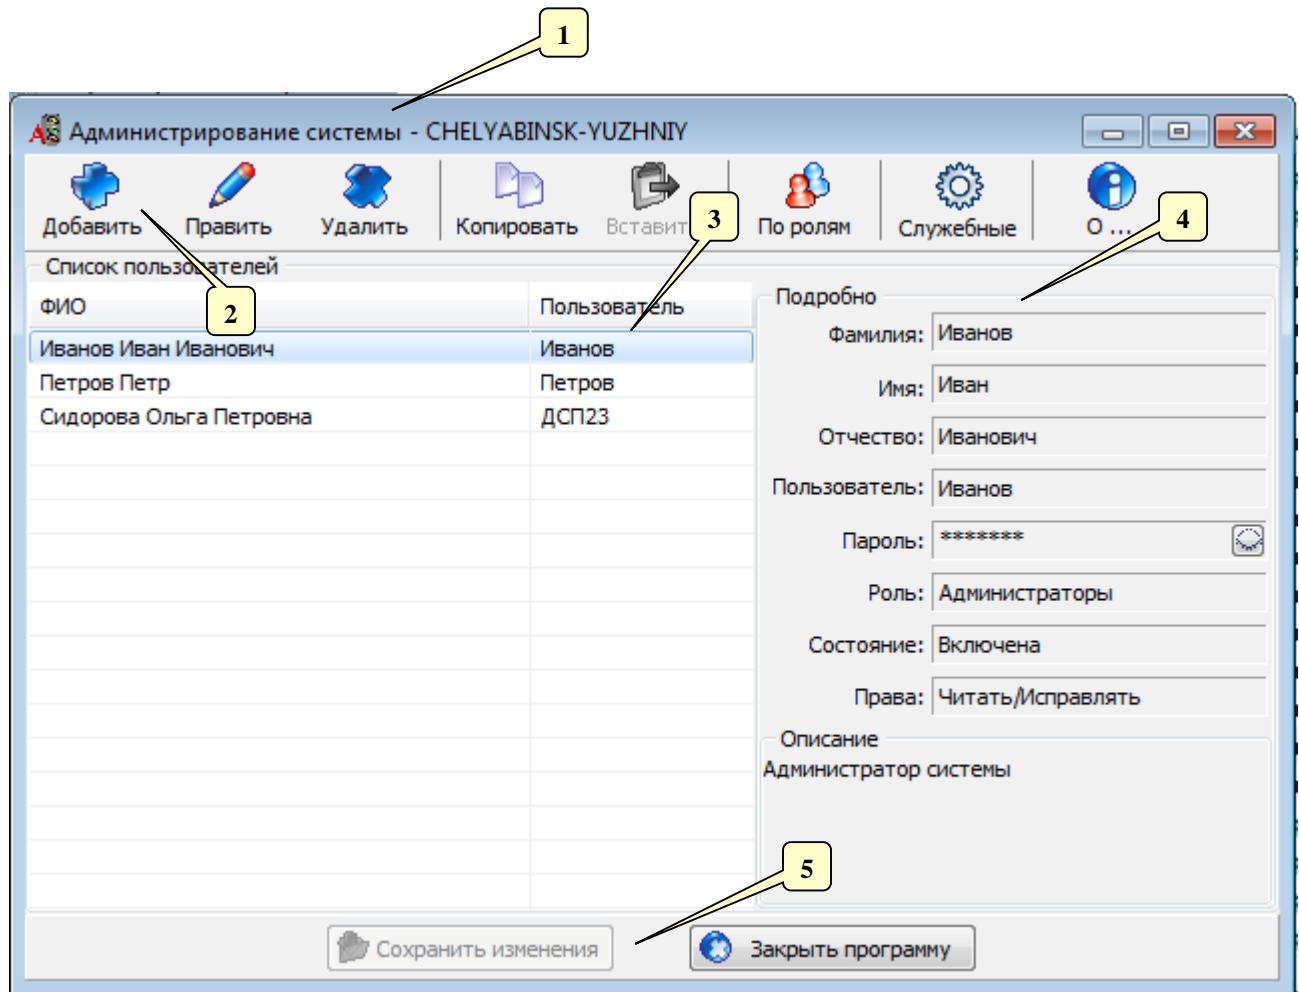 1
Администрирование системы - CHELYABINSK-YUZHNIY
Добавить Править Удалить Копировать Вставит По ролям Служебные О ...
3
4
Список пользователей
2
ФИО Пользователь
Иванов Иван Иванович Иванов
Петров Петр Петров
Сидорова Ольга Петровна ДСП23
Подробно
Фамилия: Иванов
Имя: Иван
Отчество: Иванович
Пользователь: Иванов
Пароль: *******
Роль: Администраторы
Состояние: Включена
Права: Читать/Исправлять
Описание
Администратор системы
5
Сохранить изменения Закрыть программу